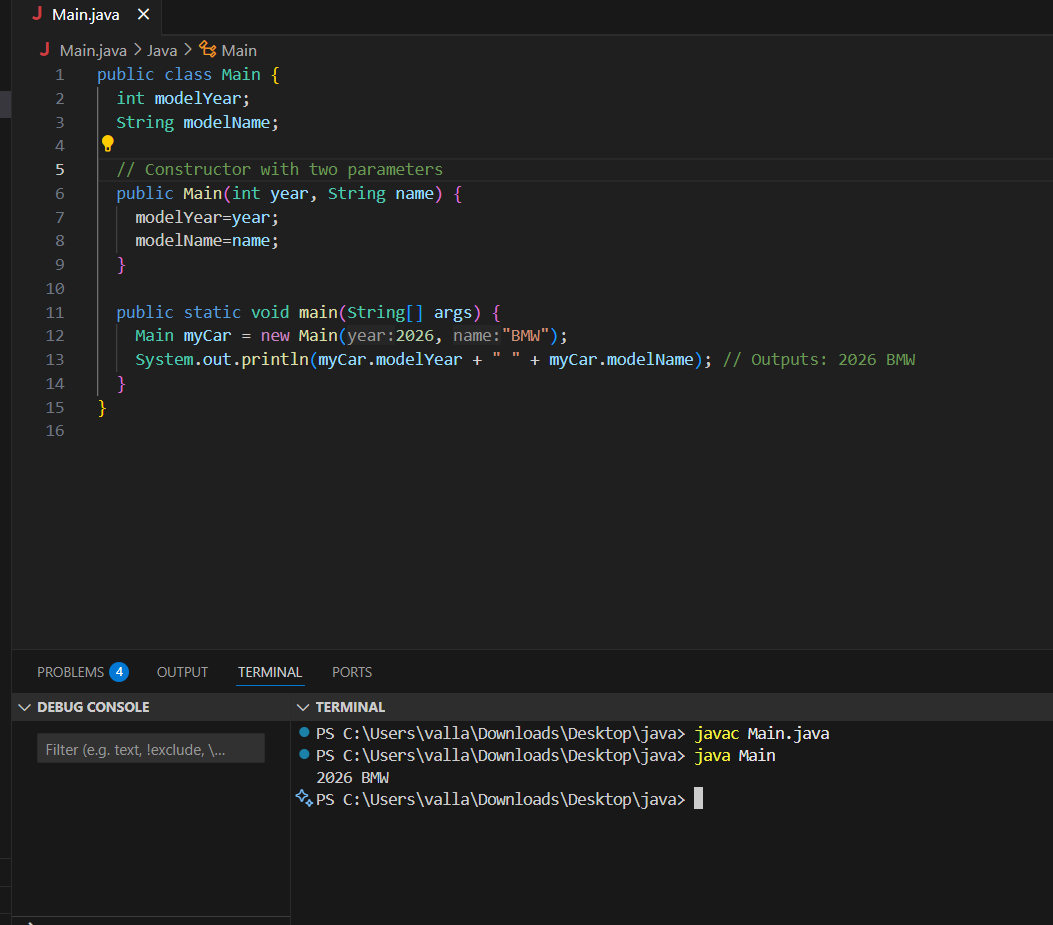 J Main.java ×
J Main.java > Java > Main
1 public class Main {
2 int modelYear;
3 String modelName;
4
5 // Constructor with two parameters
6 public Main(int year, String name) {
7 modelYear=year;
8 modelName=name;
9 }
10
11 public static void main(String[] args) {
12 Main myCar = new Main(year:2026, name:"BMW");
13 System.out.println(myCar.modelYear + " " + myCar.modelName); // Outputs: 2026 BMW
14 }
15 }
16
PROBLEMS 4 OUTPUT TERMINAL PORTS
DEBUG CONSOLE
Filter (e.g. text, !exclude, \...
TERMINAL
PS C:\Users\valla\Downloads\Desktop\java> javac Main.java
PS C:\Users\valla\Downloads\Desktop\java> java Main
2026 BMW
PS C:\Users\valla\Downloads\Desktop\java>